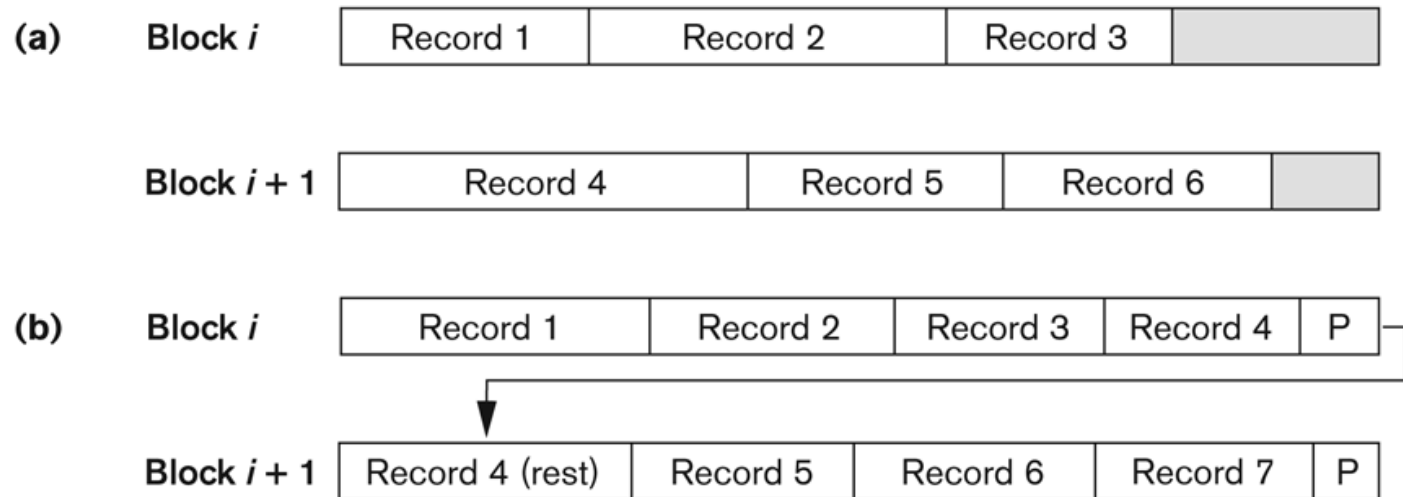 (a) Block i Record 1 Record 2 Record 3
Block i + 1 Record 4 Record 5 Record 6
(b) Block i Record 1 Record 2 Record 3 Record 4 P
Block i + 1 Record 4 (rest) Record 5 Record 6 Record 7 P